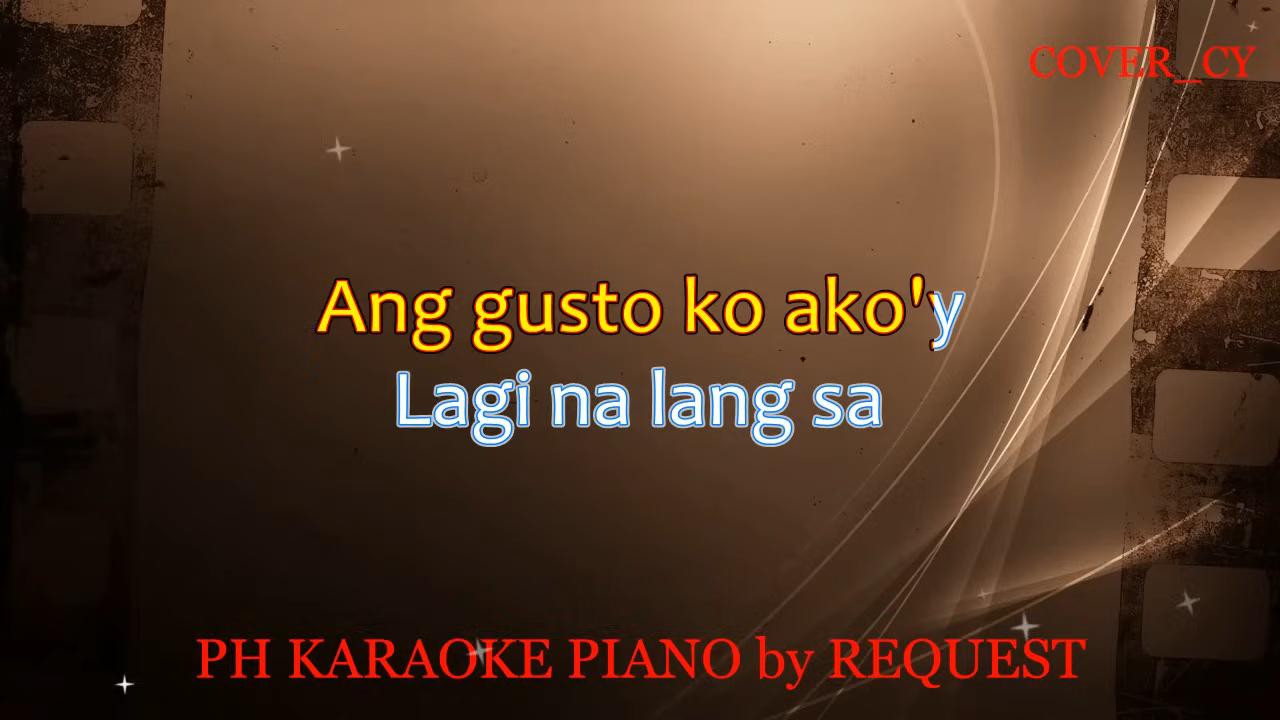 COVER_CY
Ang gusto ko ako'y
Lagi na lang sa
PH KARAOKE PIANO by REQUEST